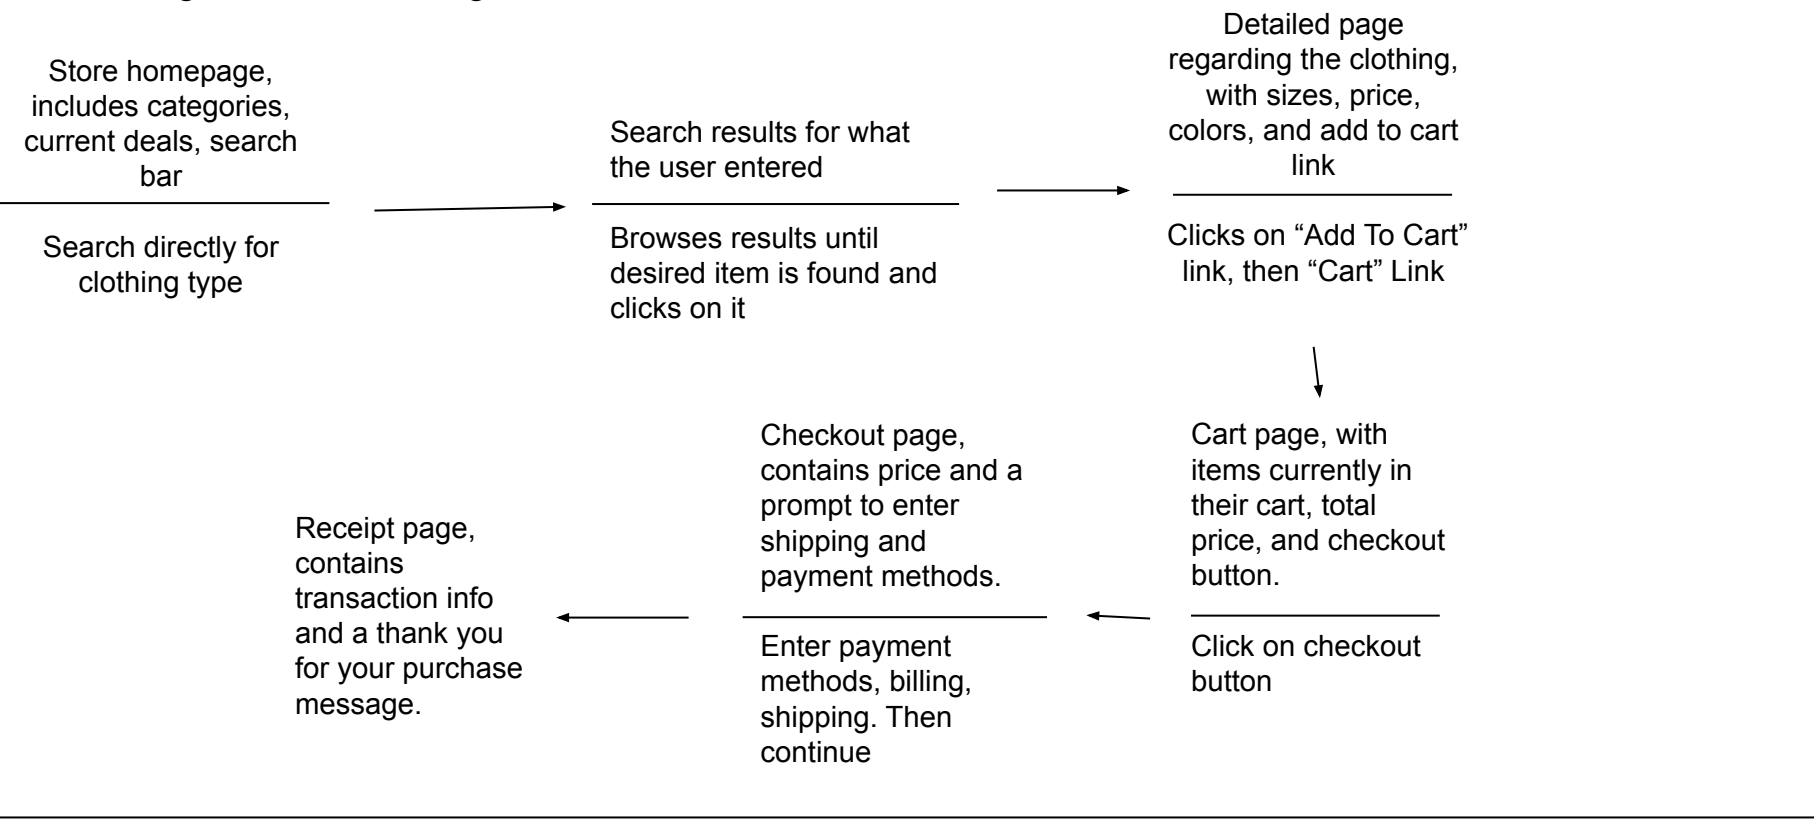 Store homepage,
includes categories,
current deals, search
bar
Search directly for
clothing type
Search results for what
the user entered
Browses results until
desired item is found and
clicks on it
Detailed page
regarding the clothing,
with sizes, price,
colors, and add to cart
link
Clicks on “Add To Cart”
link, then “Cart” Link
Cart page, with
items currently in
their cart, total
price, and checkout
button.
Click on checkout
button
Checkout page,
contains price and a
prompt to enter
shipping and
payment methods.
Enter payment
methods, billing,
shipping. Then
continue
Receipt page,
contains
transaction info
and a thank you
for your purchase
message.